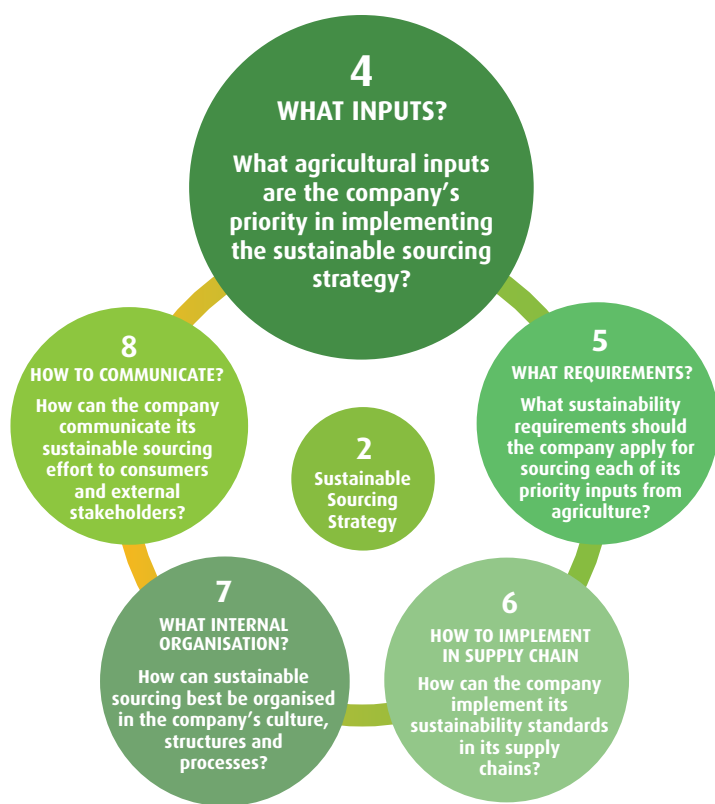 4
WHAT INPUTS?
What agricultural inputs
are the company's
priority in implementing
the sustainable sourcing
strategy?
5
WHAT REQUIREMENTS?
What sustainability
requirements should
the company apply for
sourcing each of its
priority inputs from
agriculture?
6
HOW TO IMPLEMENT
IN SUPPLY CHAIN
How can the company
implement its
sustainability standards
in its supply
chains?
7
WHAT INTERNAL
ORGANISATION?
How can sustainable
sourcing best be organised
in the company's culture,
structures and
processes?
8
HOW TO COMMUNICATE?
How can the company
communicate its
sustainable sourcing
effort to consumers
and external
stakeholders?
2
Sustainable
Sourcing
Strategy